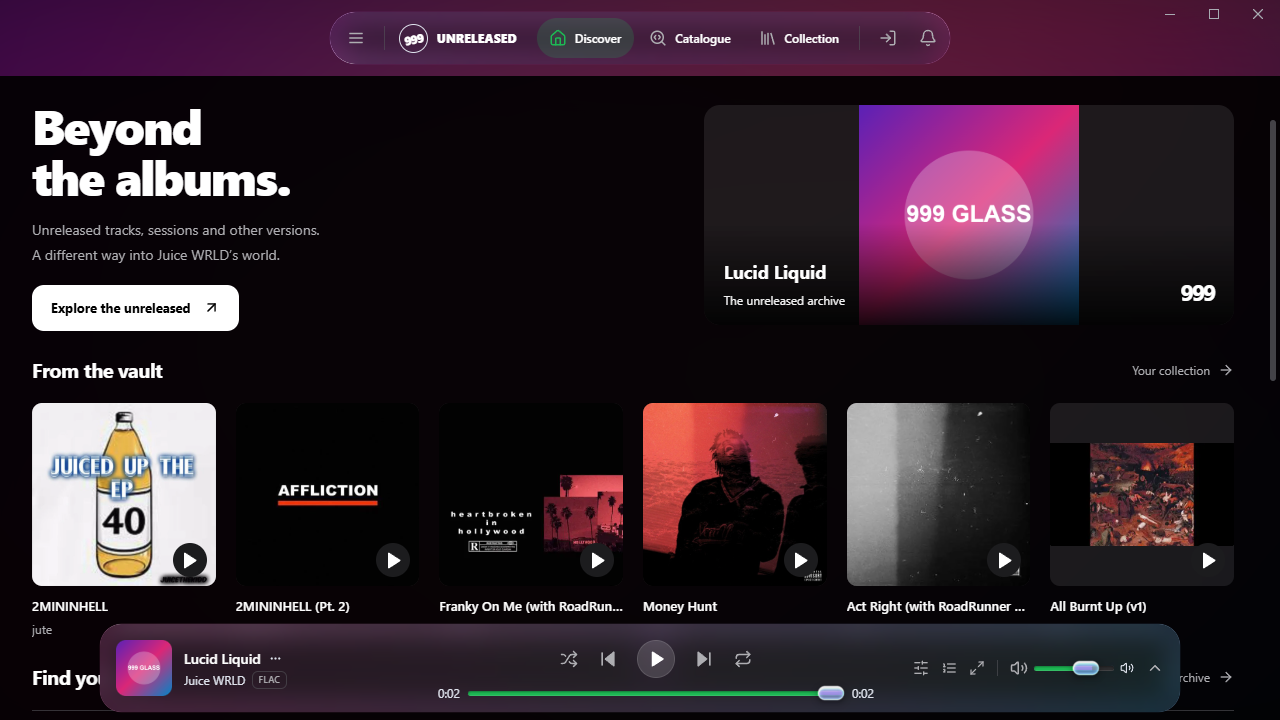 999 UNRELEASED Discover Catalogue Collection
Beyond
the albums.
Unreleased tracks, sessions and other versions.
A different way into Juice WRLD’s world.
Explore the unreleased
999 GLASS
Lucid Liquid
The unreleased archive
999
From the vault
Your collection
JUICED UP THE
EP
40
AFFLICTION
heartbroken
in
hollywood
R
2MININHELL
2MININHELL (Pt. 2)
Franky On Me (with RoadRun...
Money Hunt
Act Right (with RoadRunner ...
All Burnt Up (v1)
jute
Find you
rchive
999 GLASS
Lucid Liquid
Juice WRLD FLAC
0:02
0:02